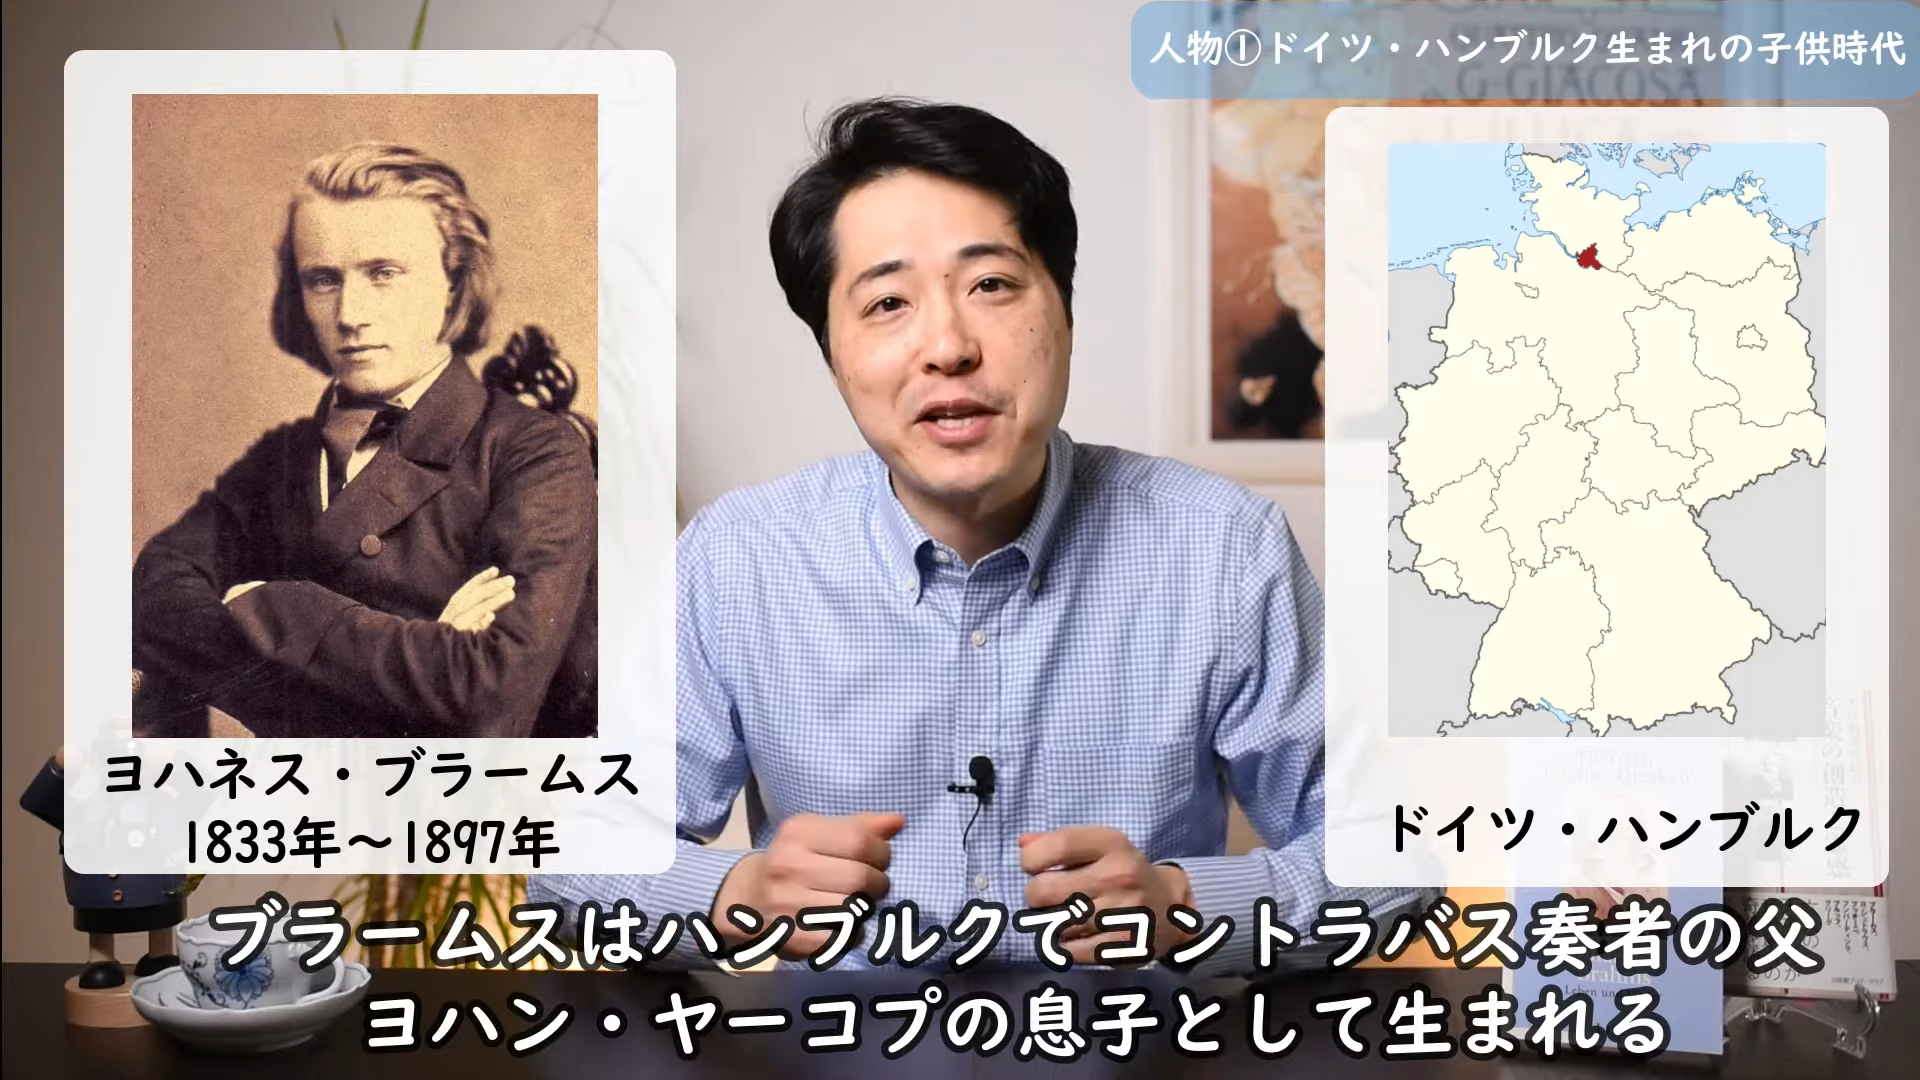 人物①ドイツ・ハンブルク生まれの子供時代
G·GIACOSA
ヨハネス・ブラームス
1833年～1897年
ドイツ・ハンブルク
ブラームスはハンブルクでコントラバス奏者の父
ヨハン・ヤーコプの息子として生まれる